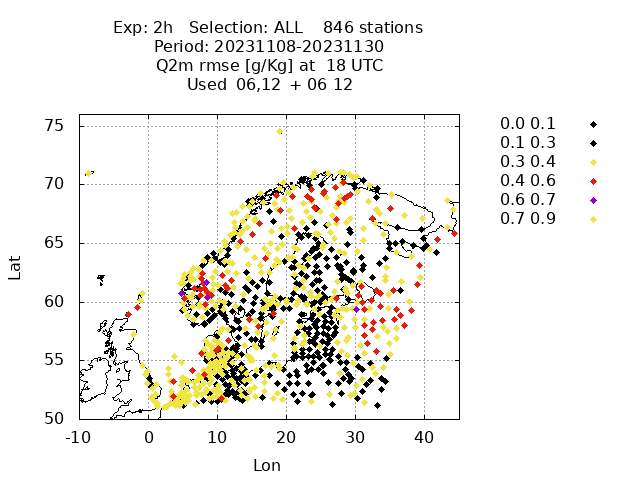 Exp: 2h Selection: ALL 846 stations
Period: 20231108-20231130
Q2m rmse [g/Kg] at 18 UTC
Used 06,12 + 06 12
0.0 0.1
0.1 0.3
0.3 0.4
0.4 0.6
0.6 0.7
0.7 0.9
75
70
65
60
55
50
Lat
-10 0 10 20 30 40
Lon